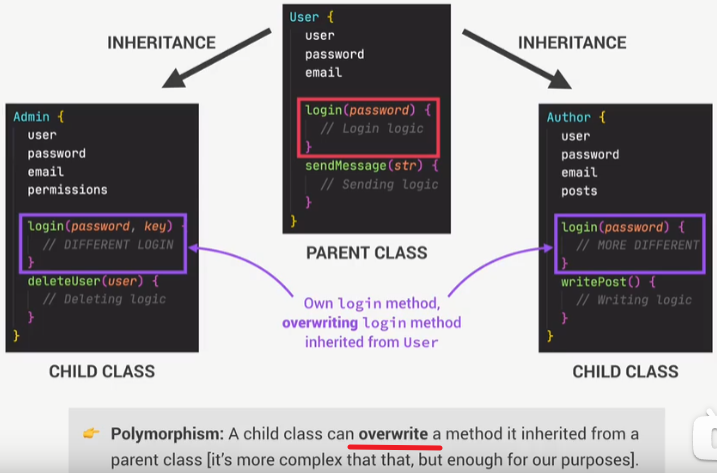 INHERITANCE
INHERITANCE
User {
user
password
email
login(password) {
// Login logic
}
sendMessage(str) {
// Sending logic
}
}
PARENT CLASS
Admin {
user
password
email
permissions
login(password, key) {
// DIFFERENT LOGIN
}
deleteUser(user) {
// Deleting logic
}
}
CHILD CLASS
Author {
user
password
email
posts
login(password) {
// MORE DIFFERENT
}
writePost() {
// Writing logic
}
}
CHILD CLASS
Own login method,
overwriting login method
inherited from User
👉 Polymorphism: A child class can overwrite a method it inherited from a
parent class [it's more complex that that, but enough for our purposes].